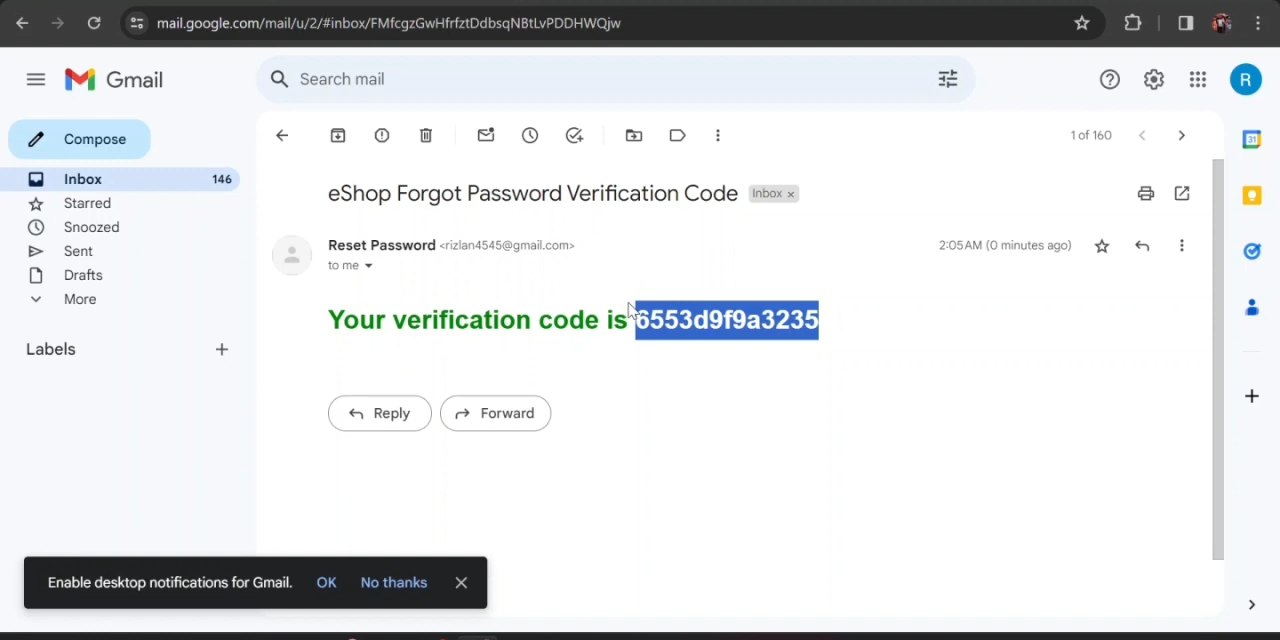 mail.google.com/mail/u/2/#inbox/FMfcgzGwHfrfztDdbsqNBtLvPDDHWQjw
Gmail
Search mail
R
Compose
1 of 160
31
Inbox 146
Starred
Snoozed
Sent
Drafts
More
Labels
eShop Forgot Password Verification Code Inbox ×
Reset Password <rizlan4545@gmail.com> 2:05 AM (0 minutes ago)
to me
Your verification code is 6553d9f9a3235
Reply Forward
Enable desktop notifications for Gmail. OK No thanks